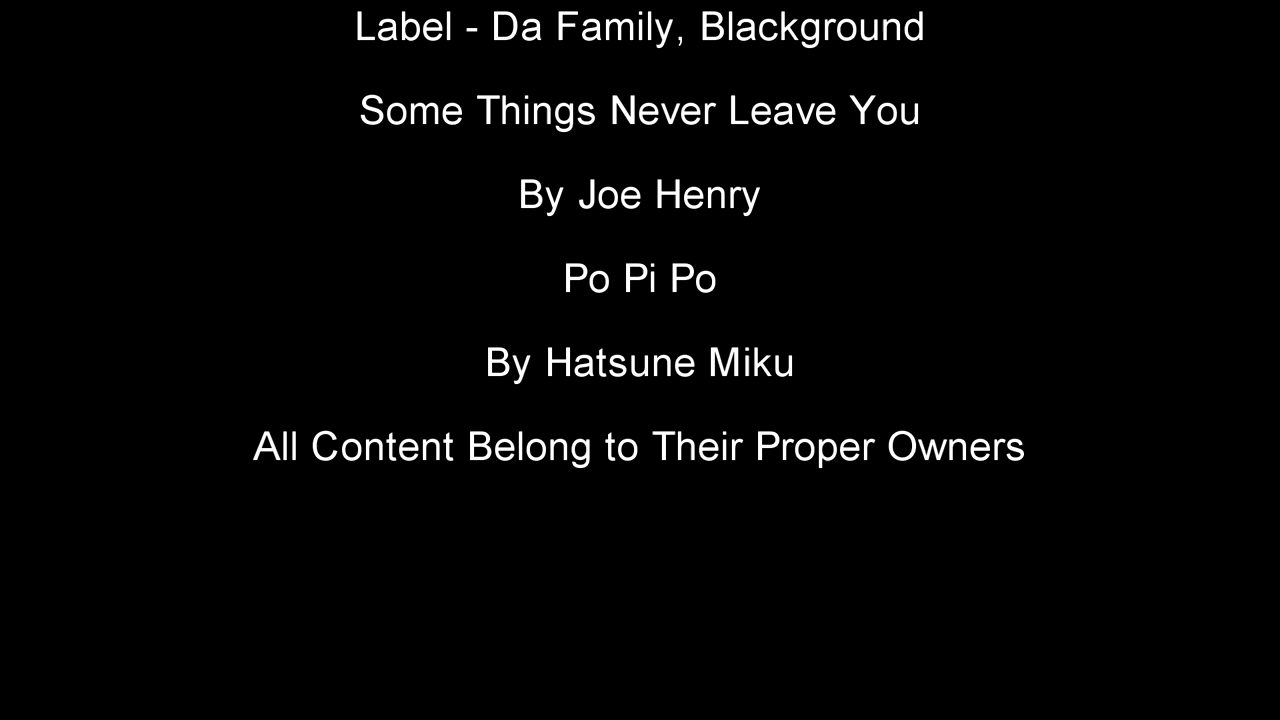 Label - Da Family, Blackground
Some Things Never Leave You
By Joe Henry
Po Pi Po
By Hatsune Miku
All Content Belong to Their Proper Owners